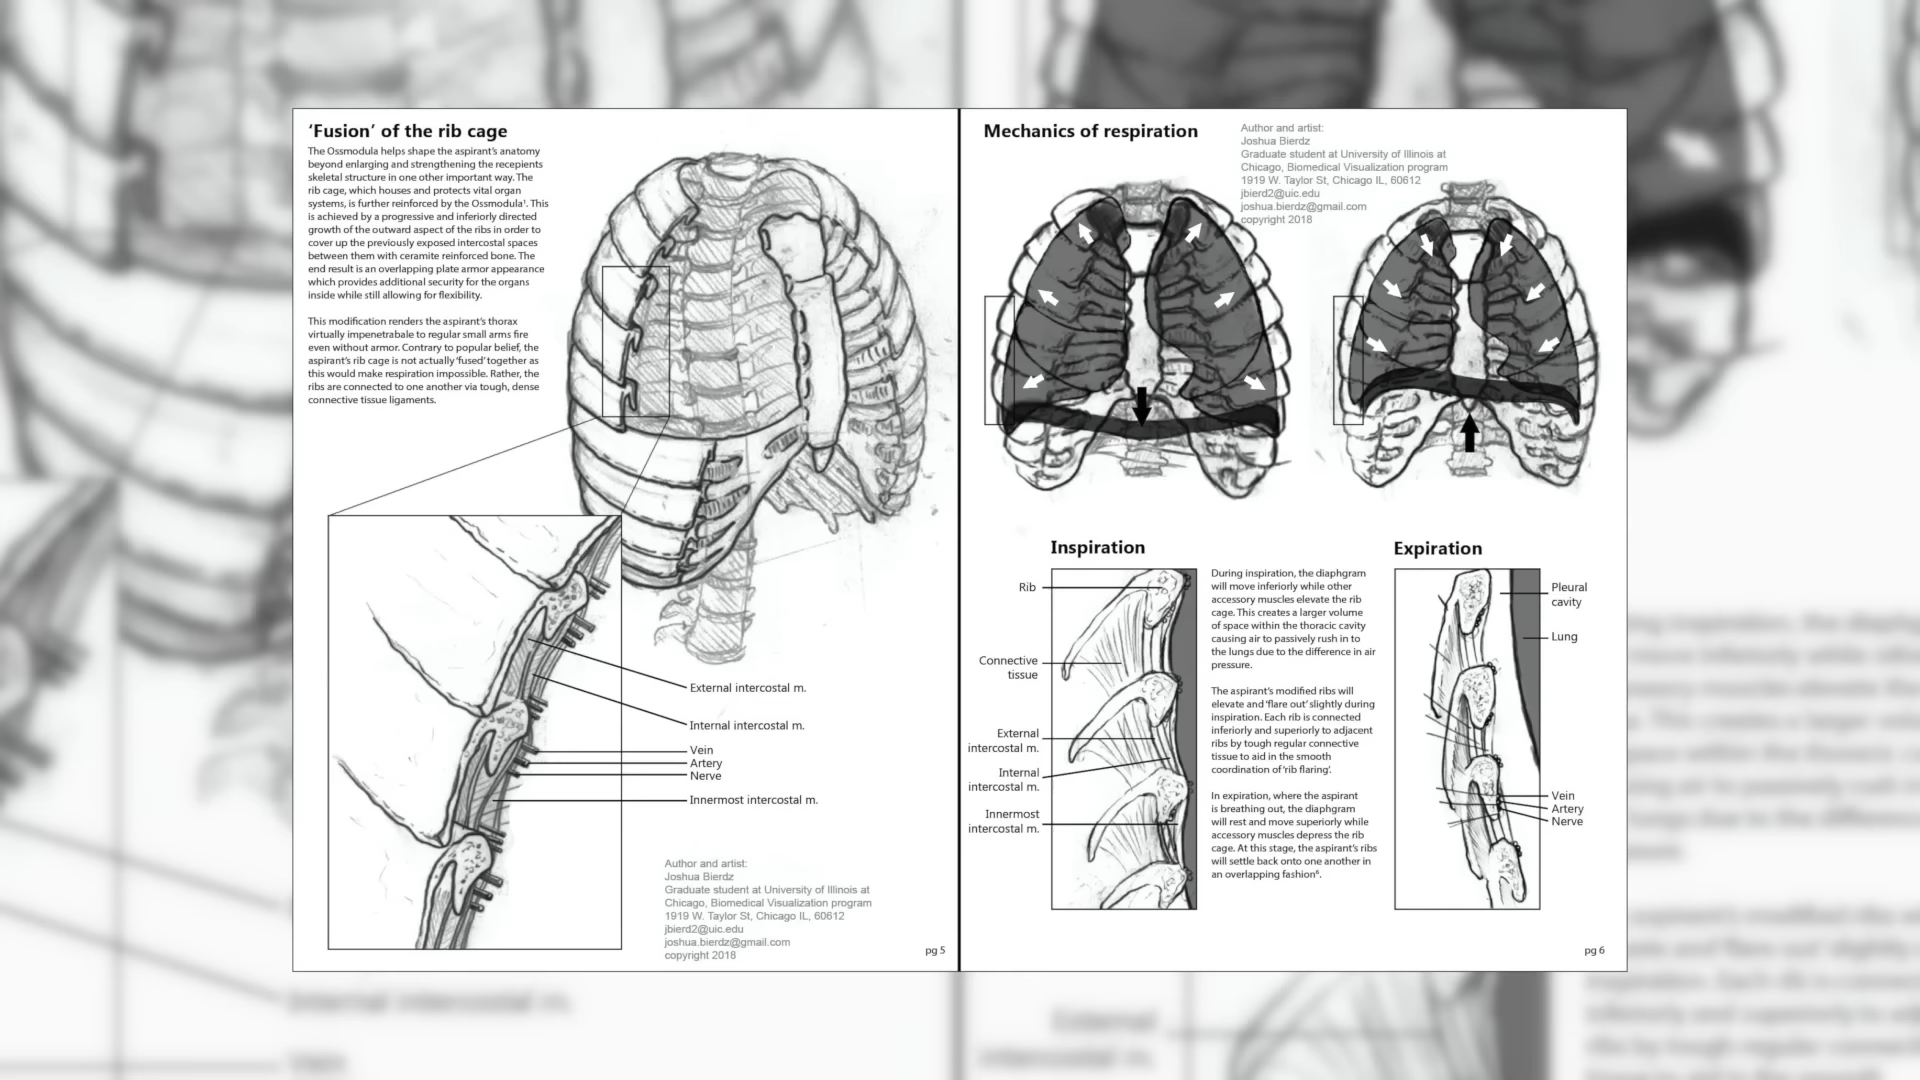 'Fusion' of the rib cage
The Ossmodula helps shape the aspirant's anatomy
beyond enlarging and strengthening the recepients
skeletal structure in one other important way. The
rib cage, which houses and protects vital organ
systems, is further reinforced by the Ossmodula¹. This
is achieved by a progressive and inferiorly directed
growth of the outward aspect of the ribs in order to
cover up the previously exposed intercostal spaces
between them with ceramite reinforced bone. The
end result is an overlapping plate armor appearance
which provides additional security for the organs
inside while still allowing for flexibility.
This modification renders the aspirant's thorax
virtually impenetrabale to regular small arms fire
even without armor. Contrary to popular belief, the
aspirant's rib cage is not actually 'fused' together as
this would make respiration impossible. Rather, the
ribs are connected to one another via tough, dense
connective tissue ligaments.
External intercostal m.
Internal intercostal m.
Vein
Artery
Nerve
Innermost intercostal m.
Author and artist:
Joshua Bierdz
Graduate student at University of Illinois at
Chicago, Biomedical Visualization program
1919 W. Taylor St, Chicago IL, 60612
jbierd2@uic.edu
joshua.bierdz@gmail.com
copyright 2018
pg 5
Mechanics of respiration
Author and artist:
Joshua Bierdz
Graduate student at University of Illinois at
Chicago, Biomedical Visualization program
1919 W. Taylor St, Chicago IL, 60612
jbierd2@uic.edu
joshua.bierdz@gmail.com
copyright 2018
Inspiration
Rib
Connective
tissue
External
intercostal m.
Internal
intercostal m.
Innermost
intercostal m.
During inspiration, the diaphgram
will move inferiorly while other
accessory muscles elevate the rib
cage. This creates a larger volume
of space within the thoracic cavity
causing air to passively rush in to
the lungs due to the difference in air
pressure.
The aspirant's modified ribs will
elevate and 'flare out' slightly during
inspiration. Each rib is connected
inferiorly and superiorly to adjacent
ribs by tough regular connective
tissue to aid in the smooth
coordination of 'rib flaring'.
In expiration, where the aspirant
is breathing out, the diaphgram
will rest and move superiorly while
accessory muscles depress the rib
cage. At this stage, the aspirant's ribs
will settle back onto one another in
an overlapping fashion⁶.
Expiration
Pleural
cavity
Lung
Vein
Artery
Nerve
pg 6
Internal intercostal m.
Vein
External
intercostal m.